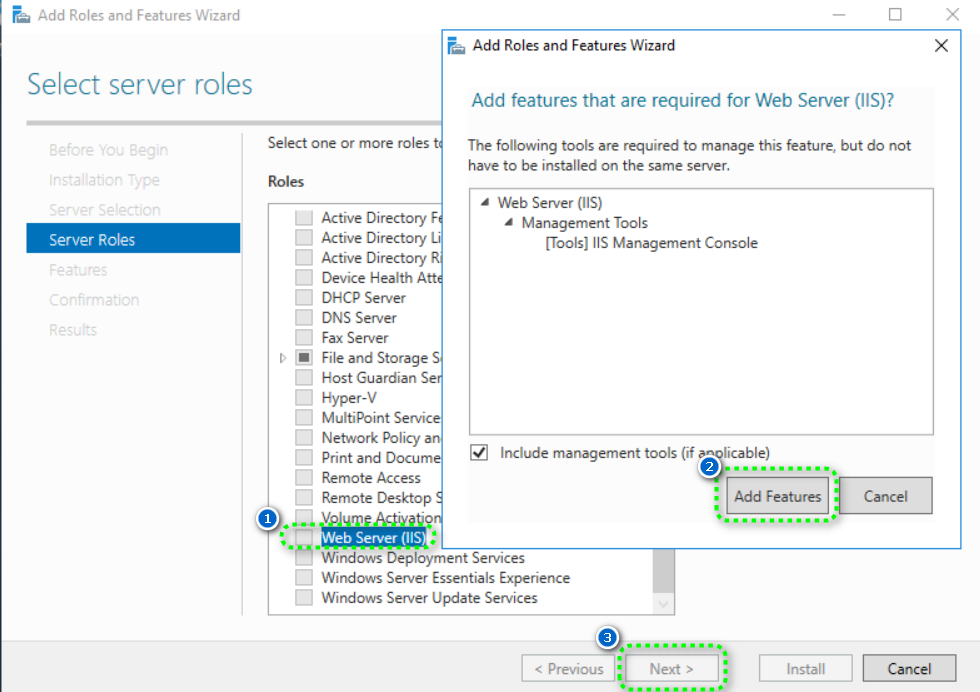 Add Roles and Features Wizard
Select server roles
Before You Begin
Installation Type
Server Selection
Server Roles
Features
Confirmation
Results
Select one or more roles to
Roles
Active Directory Fe
Active Directory Li
Active Directory Ri
Device Health Atte
DHCP Server
DNS Server
Fax Server
File and Storage S
Host Guardian Ser
Hyper-V
MultiPoint Service
Network Policy an
Print and Docume
Remote Access
Remote Desktop S
Volume Activation
1
Web Server (IIS)
Windows Deployment Services
Windows Server Essentials Experience
Windows Server Update Services
Add Roles and Features Wizard
Add features that are required for Web Server (IIS)?
The following tools are required to manage this feature, but do not
have to be installed on the same server.
Web Server (IIS)
Management Tools
[Tools] IIS Management Console
Include management tools (if applicable)
2
Add Features
Cancel
3
< Previous
Next >
Install
Cancel